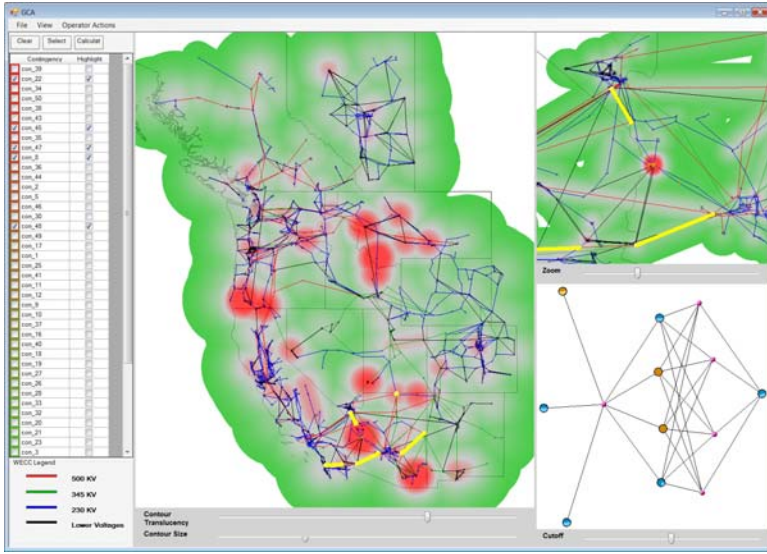 GCA
File View Operator Actions
Clear Select Calculat
Contingency Highlight
con_39
con_22
con_34
con_50
con_38
con_43
con_45
con_35
con_47
con_8
con_36
con_44
con_2
con_5
con_46
con_30
con_48
con_49
con_17
con_1
con_25
con_41
con_11
con_12
con_9
con_10
con_37
con_16
con_40
con_18
con_19
con_27
con_26
con_28
con_33
con_32
con_20
con_21
con_23
con_3
WECC Legend
500 KV
345 KV
230 KV
Lower Voltages
Contour Translucency
Contour Size
Zoom
Cutoff